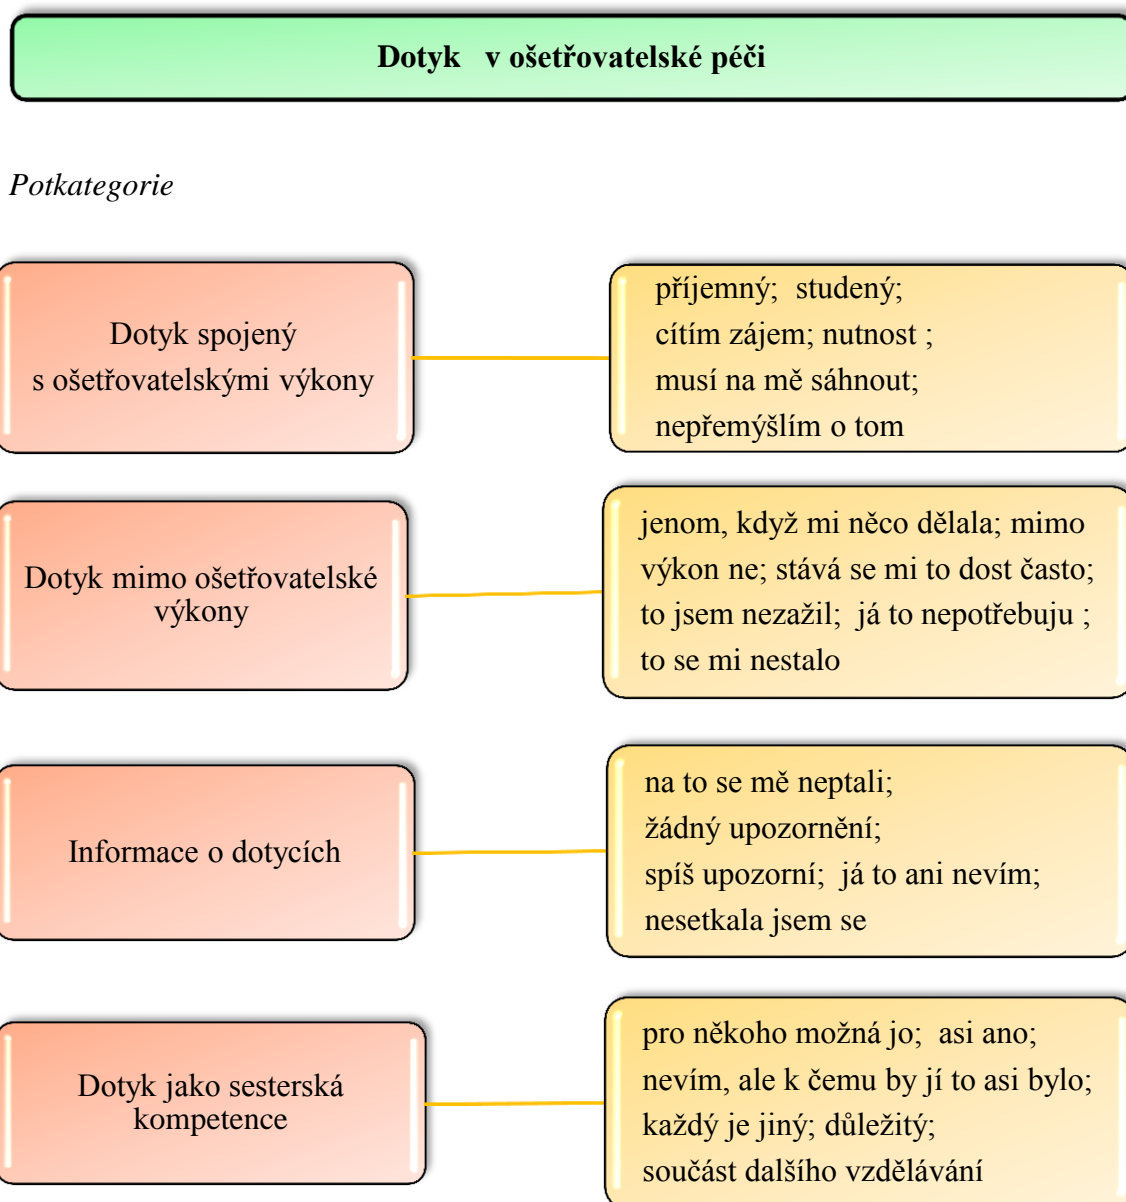 Dotyk v ošetřovatelské péči
Potkategorie
Dotyk spojený
s ošetřovatelskými výkony
příjemný; studený;
cítím zájem; nutnost ;
musí na mě sáhnout;
nepřemýšlím o tom
Dotyk mimo ošetřovatelské
výkony
jenom, když mi něco dělala; mimo
výkon ne; stává se mi to dost často;
to jsem nezažil; já to nepotřebuju ;
to se mi nestalo
Informace o dotycích
na to se mě neptali;
žádný upozornění;
spíš upozorní; já to ani nevím;
nesetkala jsem se
Dotyk jako sesterská
kompetence
pro někoho možná jo; asi ano;
nevím, ale k čemu by jí to asi bylo;
každý je jiný; důležitý;
součást dalšího vzdělávání